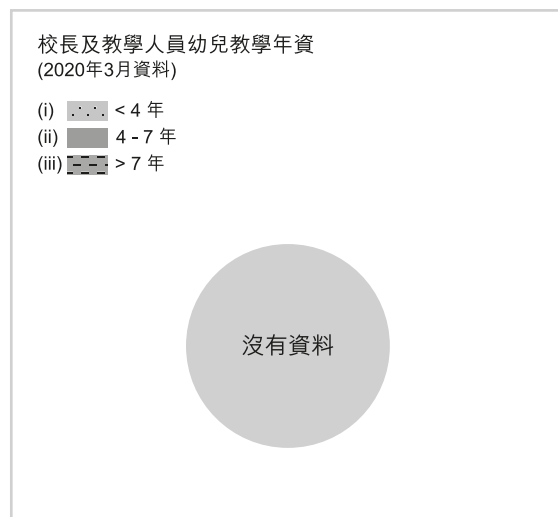 校長及教學人員幼兒教學年資
(2020年3月資料)
(i) < 4 年
(ii) 4 - 7 年
(iii) > 7 年
沒有資料